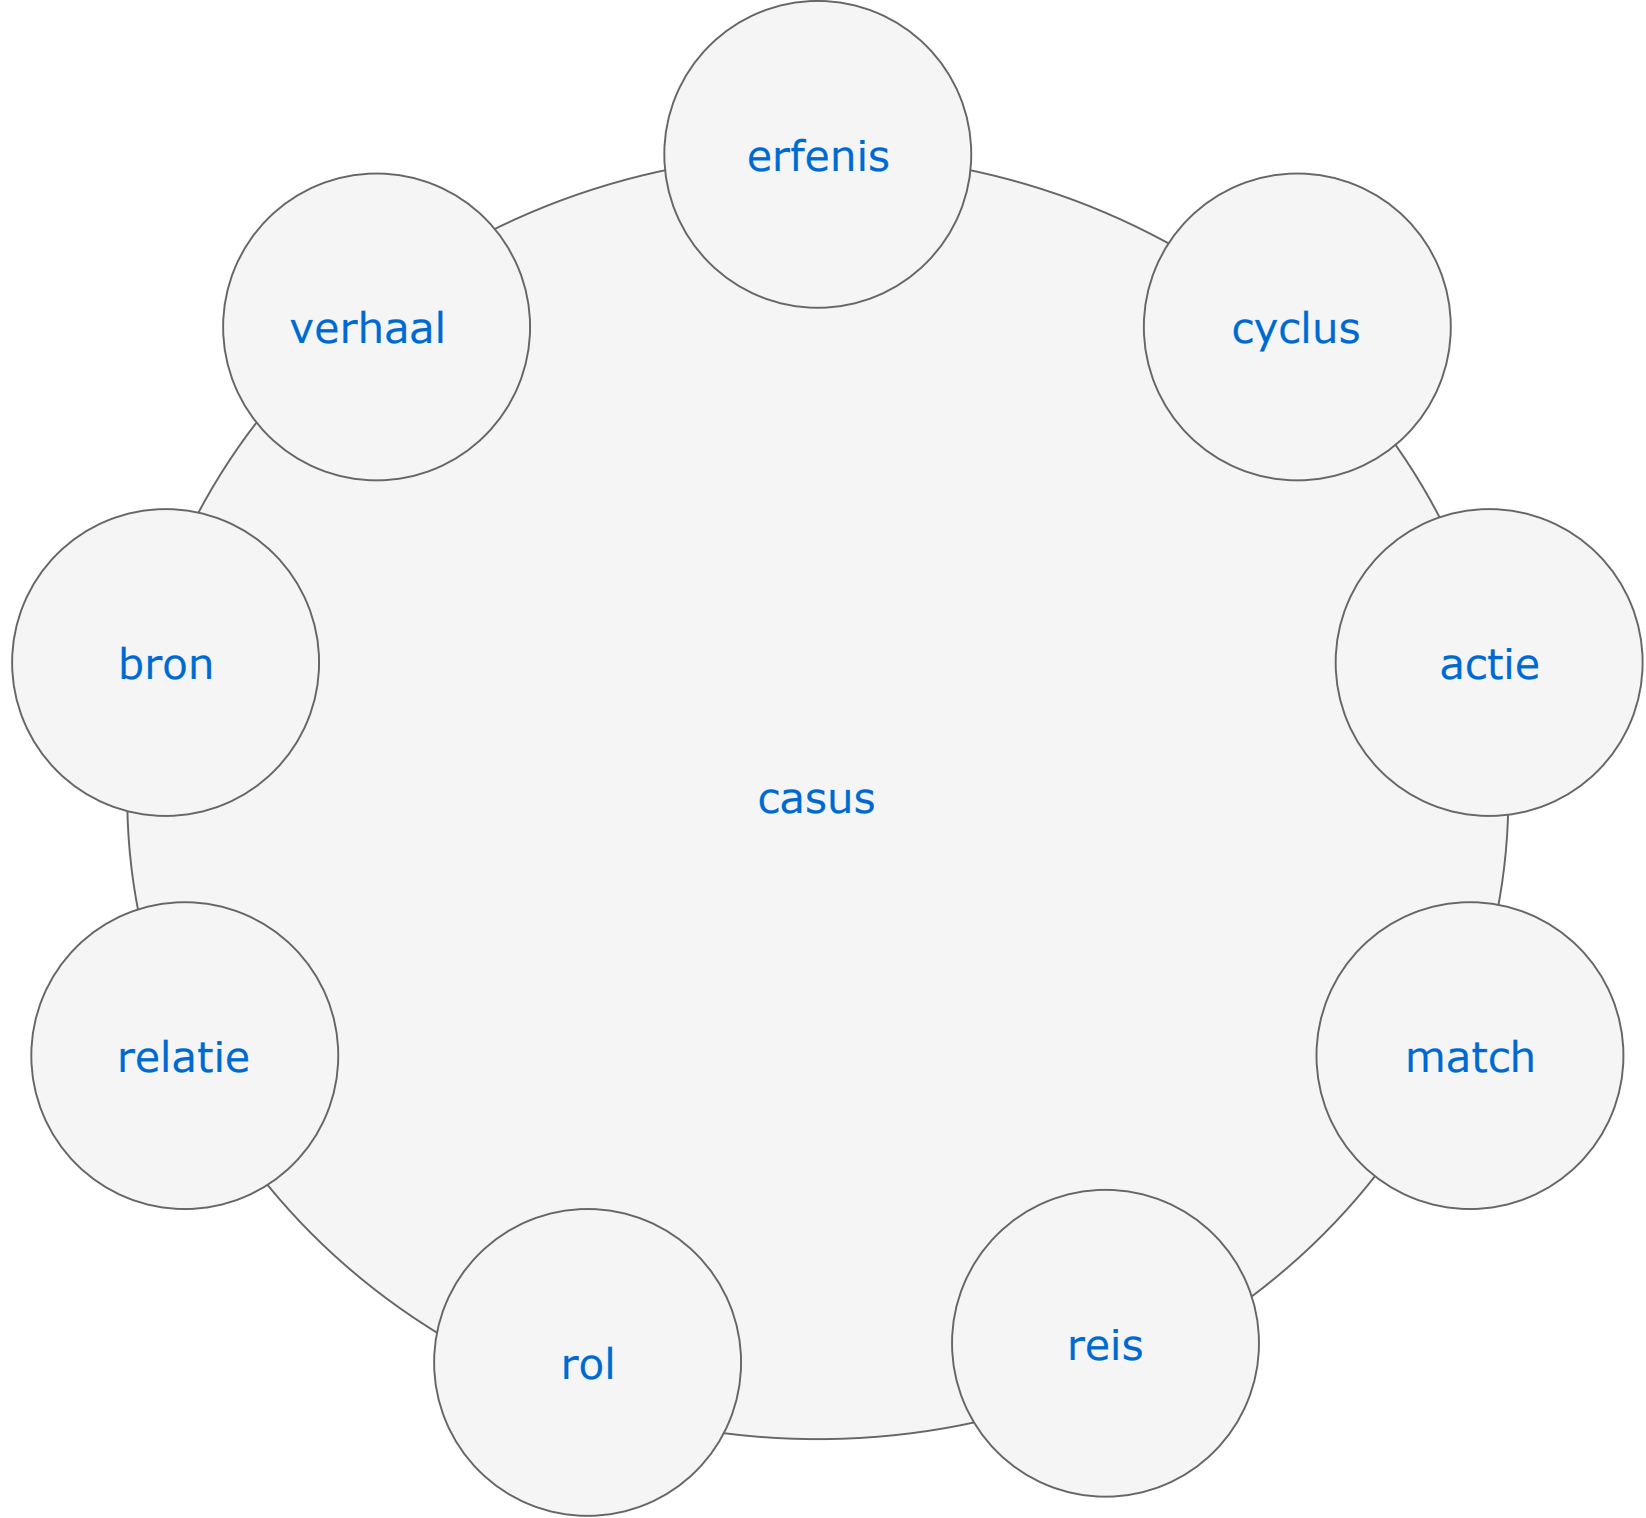 erfenis
verhaal
cyclus
bron
actie
casus
relatie
match
rol
reis